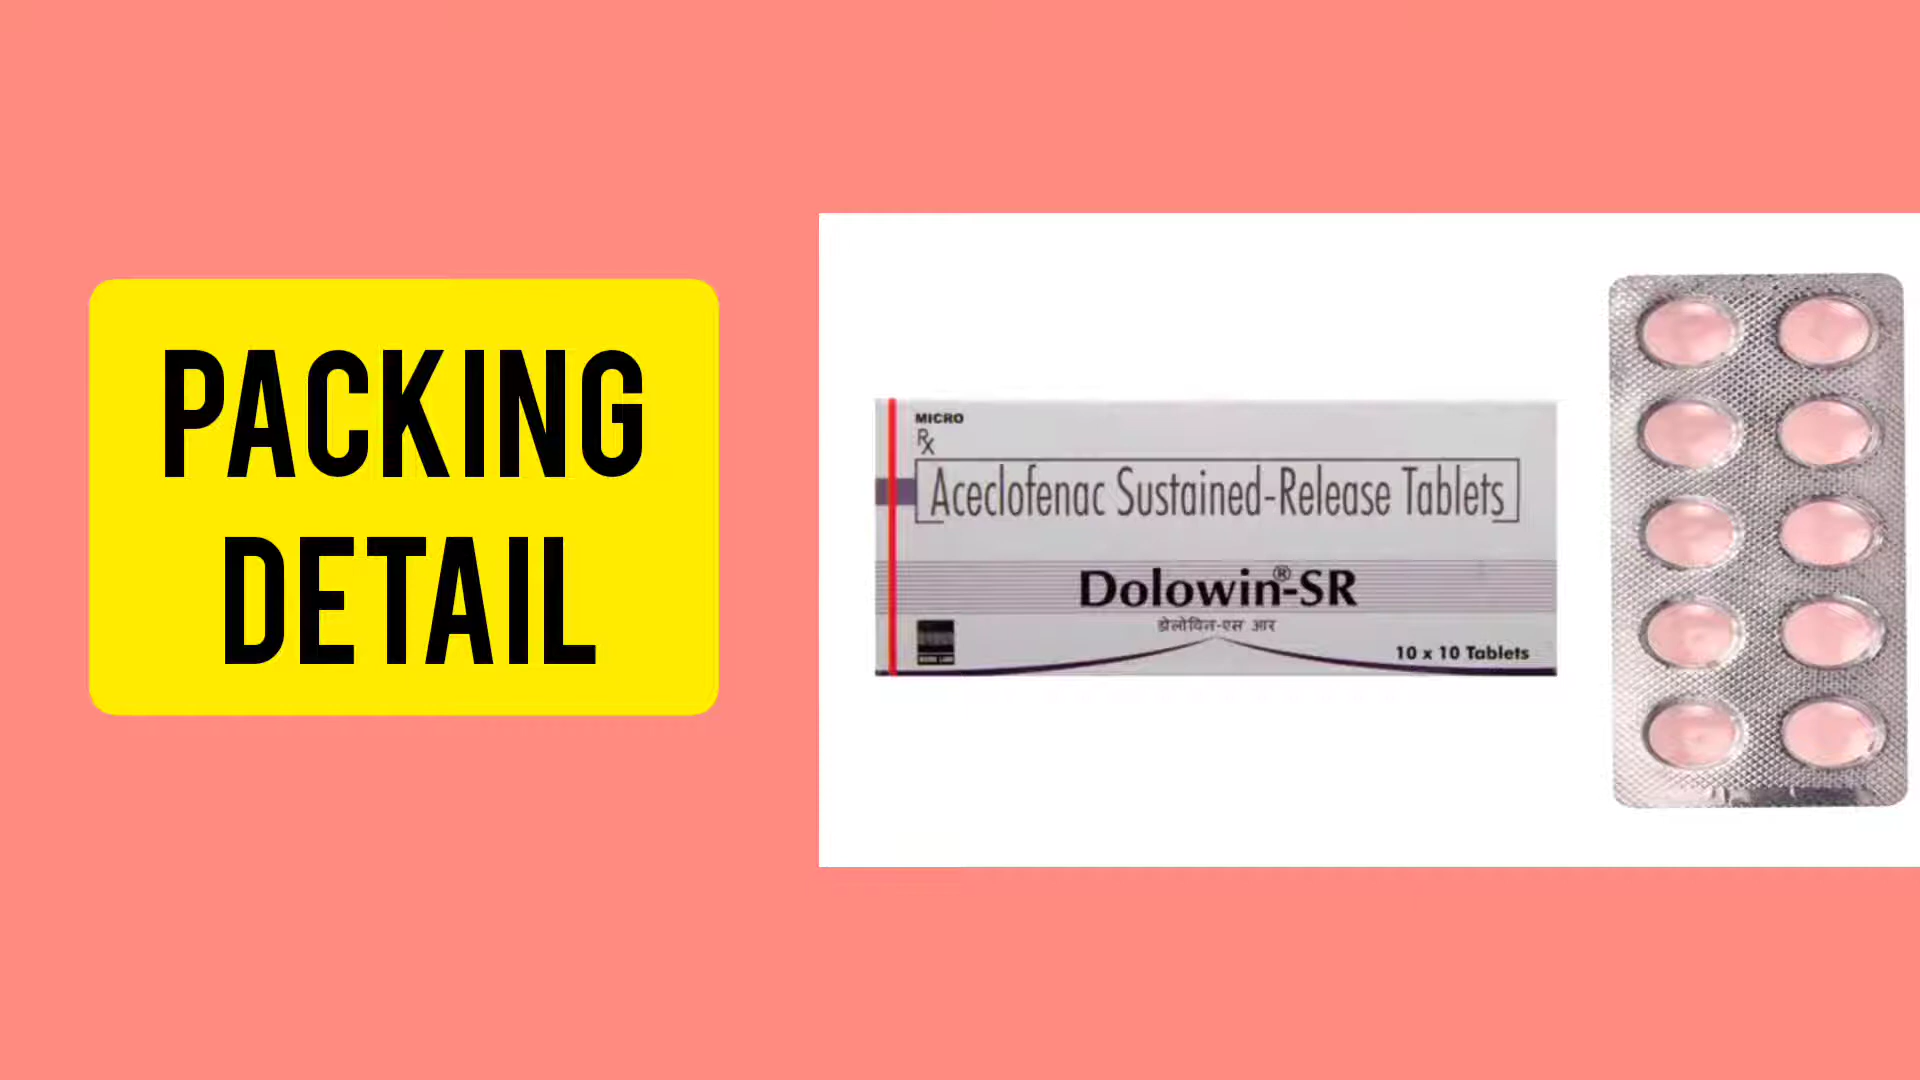 PACKING
DETAIL
MICRO
Rx
Aceclofenac Sustained-Release Tablets
Dolowin®-SR
डोलोविन-एस आर
10 x 10 Tablets